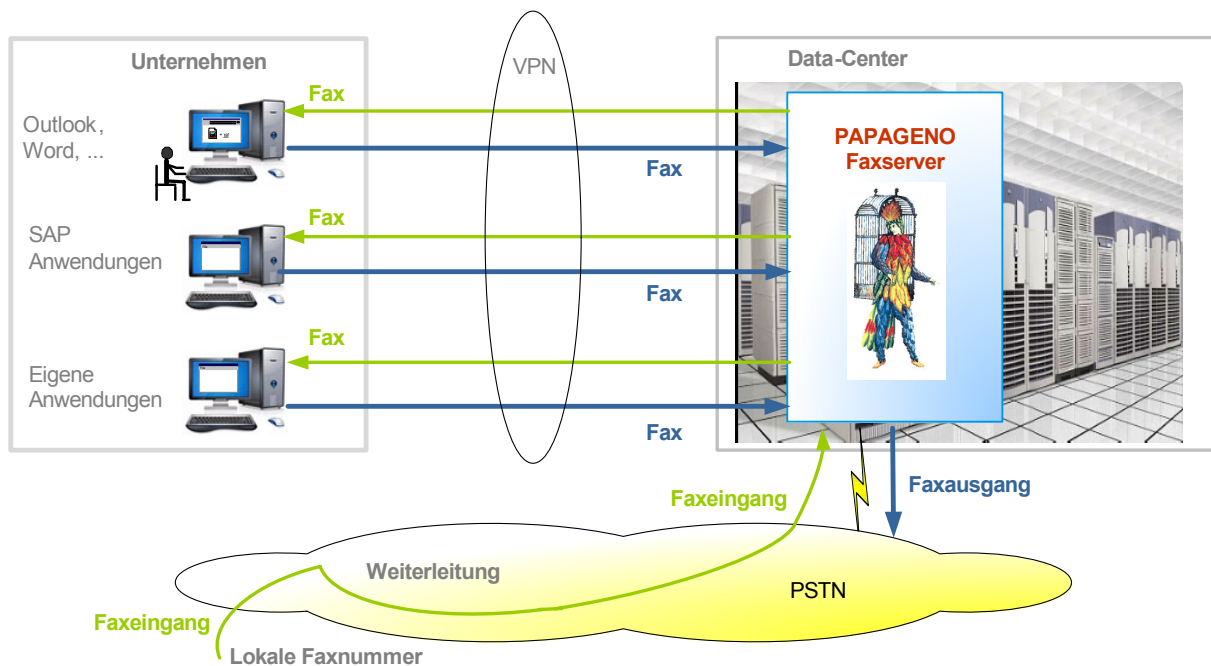 Unternehmen
VPN
Data-Center
Outlook,
Word, ...
Fax
Fax
PAPAGENO
Faxserver
SAP
Anwendungen
Fax
Fax
Eigene
Anwendungen
Fax
Fax
Faxeingang
Faxausgang
Weiterleitung
PSTN
Faxeingang
Lokale Faxnummer